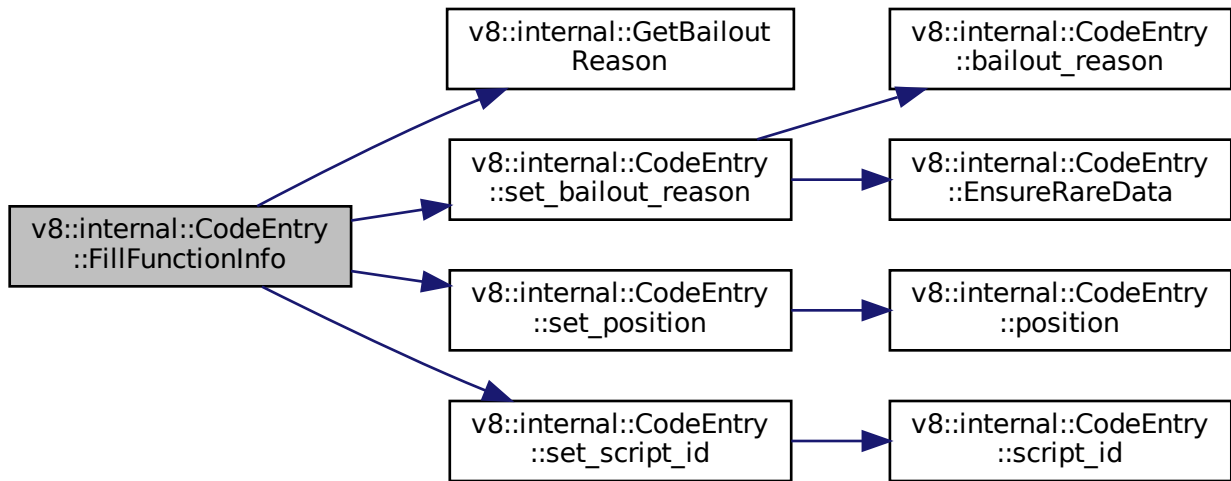 v8::internal::GetBailout
Reason
v8::internal::CodeEntry
::bailout_reason
v8::internal::CodeEntry
::set_bailout_reason
v8::internal::CodeEntry
::EnsureRareData
v8::internal::CodeEntry
::FillFunctionInfo
v8::internal::CodeEntry
::set_position
v8::internal::CodeEntry
::position
v8::internal::CodeEntry
::set_script_id
v8::internal::CodeEntry
::script_id